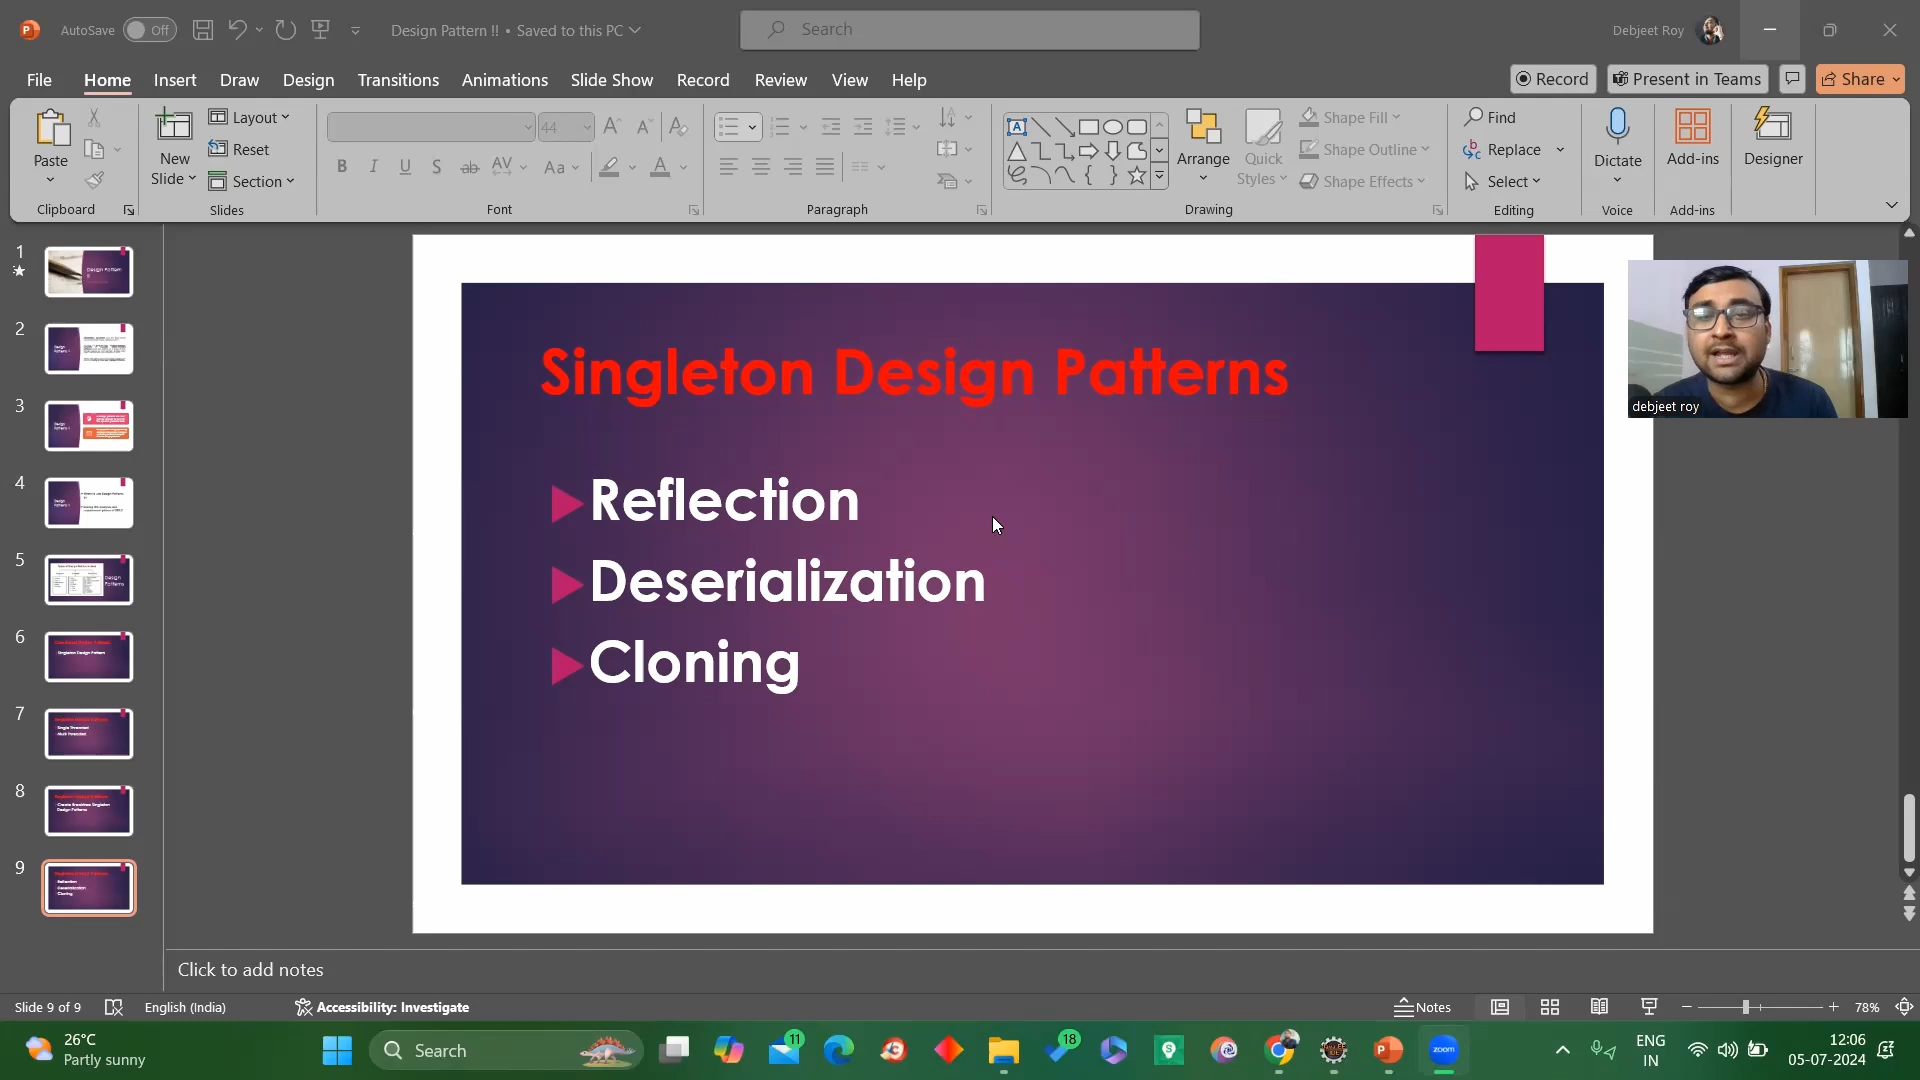 AutoSave Off Design Pattern !! • Saved to this PC Search Debjeet Roy
File Home Insert Draw Design Transitions Animations Slide Show Record Review View Help Record Present in Teams Share
Paste New Slide Layout Reset Section 44 B I U S ab AV Aa A Arrange Quick Styles Shape Fill Shape Outline Shape Effects Find Replace Select Dictate Add-ins Designer
Clipboard Slides Font Paragraph Drawing Editing Voice Add-ins
1
2
3
4
5
6
7
8
9
Singleton Design Patterns
Reflection
Deserialization
Cloning
debjeet roy
Click to add notes
Slide 9 of 9 English (India) Accessibility: Investigate Notes 78%
26°C
Partly sunny
Search 11 18 zoom
ENG
IN
12:06
05-07-2024